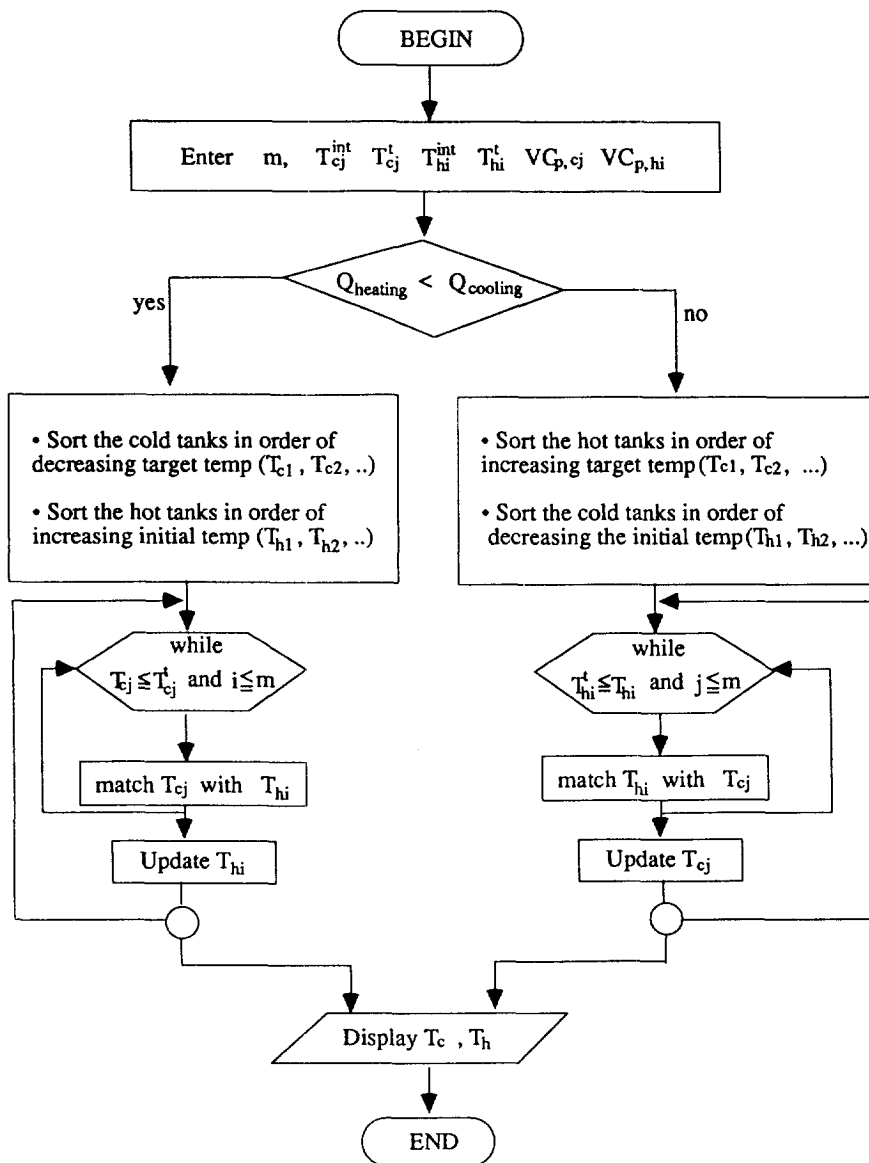 BEGIN
Enter m, T_cj^int T_cj^t T_hi^int T_hi^t VC_p,cj VC_p,hi
Q_heating < Q_cooling
yes
no
• Sort the cold tanks in order of
decreasing target temp (T_c1, T_c2, ..)
• Sort the hot tanks in order of
increasing initial temp (T_h1, T_h2, ..)
• Sort the hot tanks in order of
increasing target temp (T_c1, T_c2, ...)
• Sort the cold tanks in order of
decreasing the initial temp (T_h1, T_h2, ...)
while
T_cj ≦ T_cj^t and i ≦ m
match T_cj with T_hi
Update T_hi
while
T_hi^t ≦ T_hi and j ≦ m
match T_hi with T_cj
Update T_cj
Display T_c , T_h
END